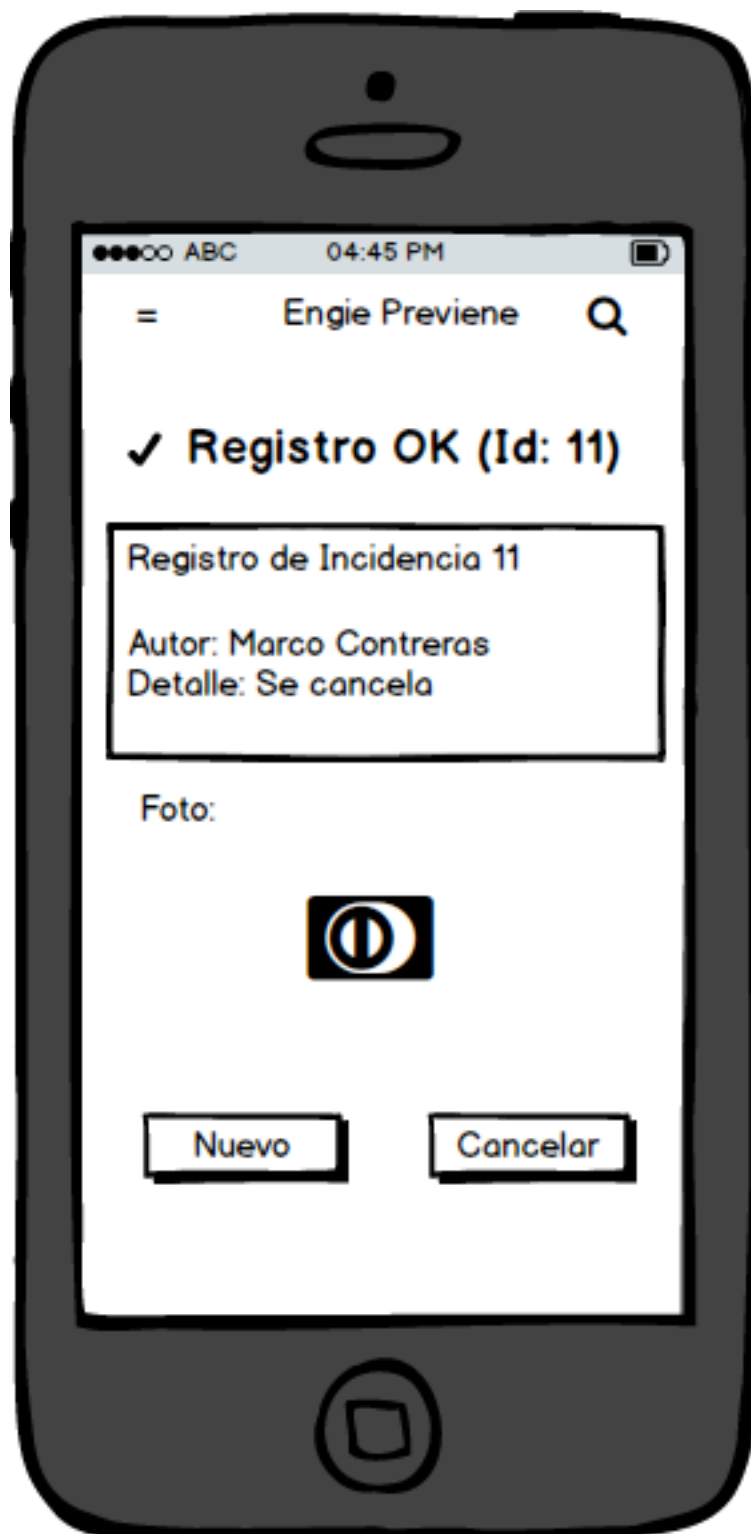 ABC 04:45 PM
= Engie Previene
Registro OK (Id: 11)
Registro de Incidencia 11
Autor: Marco Contreras
Detalle: Se cancela
Foto:
Nuevo Cancelar